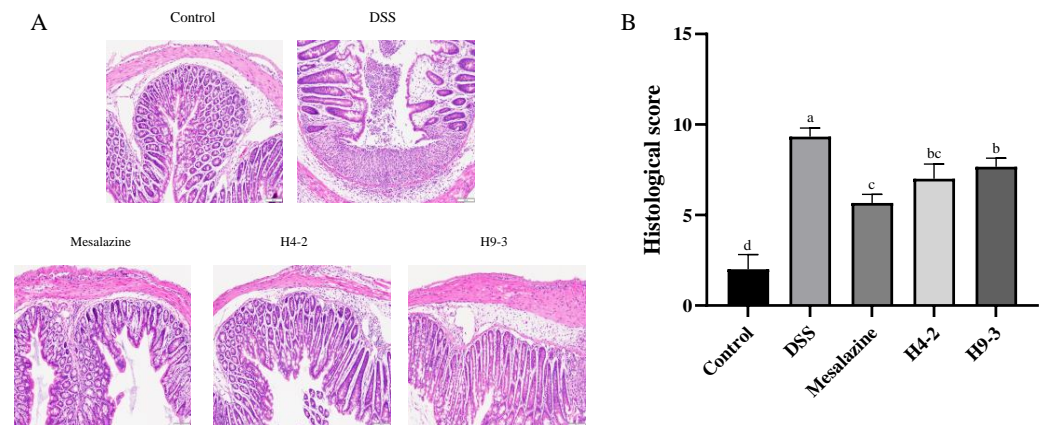 A
Control
DSS
Mesalazine
H4-2
H9-3
B
Histological score
15
10
5
0
d
a
c
bc
b
Control
DSS
Mesalazine
H4-2
H9-3